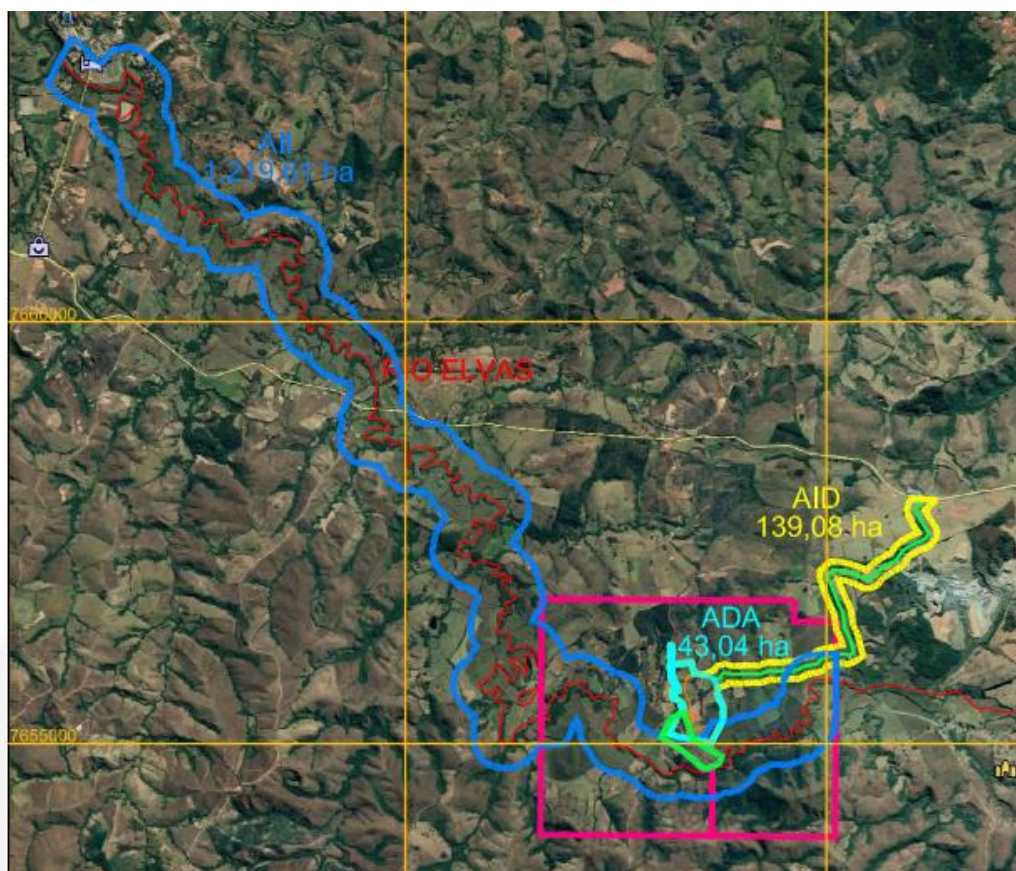 AII
1.219,61 ha
7660000
RIO ELVAS
AID
139,08 ha
ADA
43,04 ha
7655000